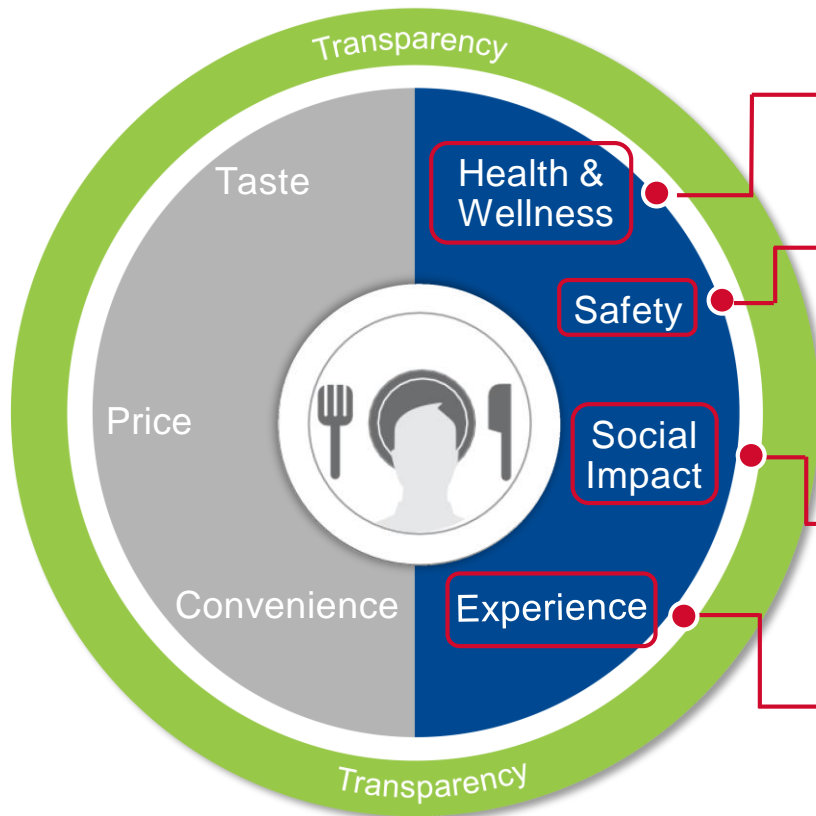 Transparency
Taste
Health &
Wellness
Safety
Price
Social
Impact
Convenience
Experience
Transparency